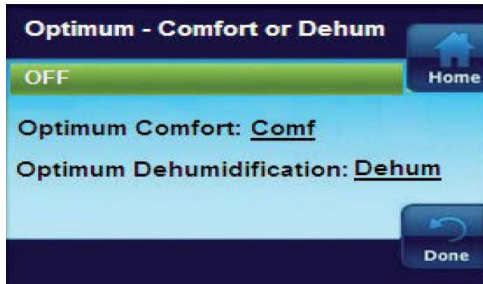 Optimum - Comfort or Dehum
OFF
Home
Optimum Comfort: Comf
Optimum Dehumidification: Dehum
Done